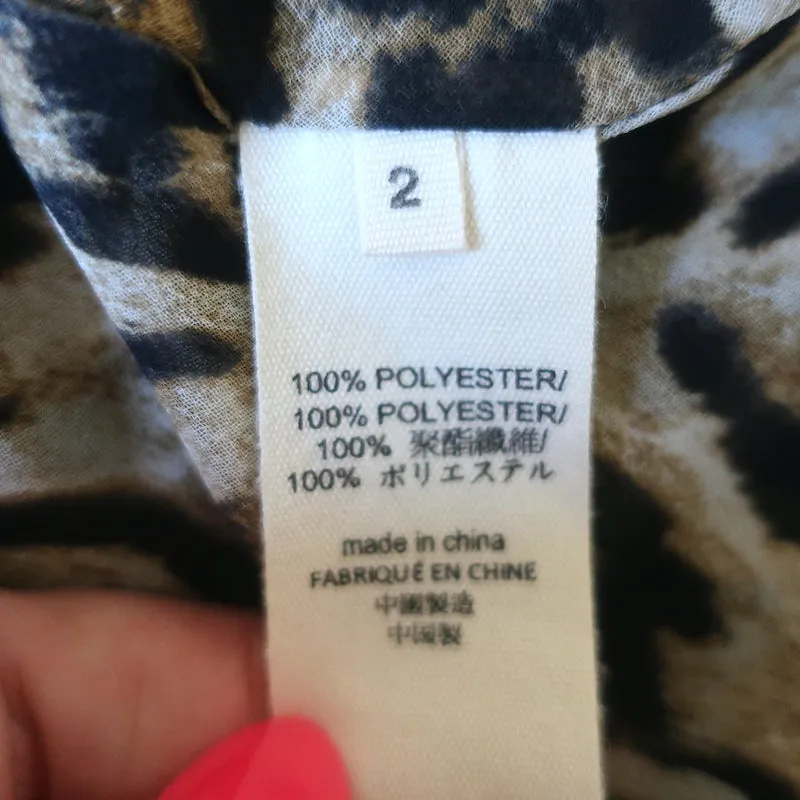 2
100% POLYESTER/
100% POLYESTER/
100% 聚酯纖維/
100% ポリエステル
made in china
FABRIQUÉ EN CHINE
中國製造
中国製